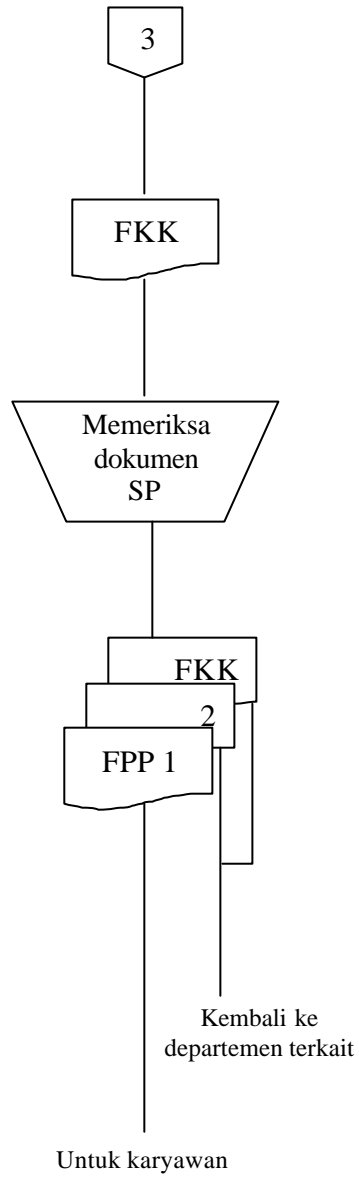 3
FKK
Memeriksa
dokumen
SP
FKK
2
FPP 1
Kembali ke
departemen terkait
Untuk karyawan